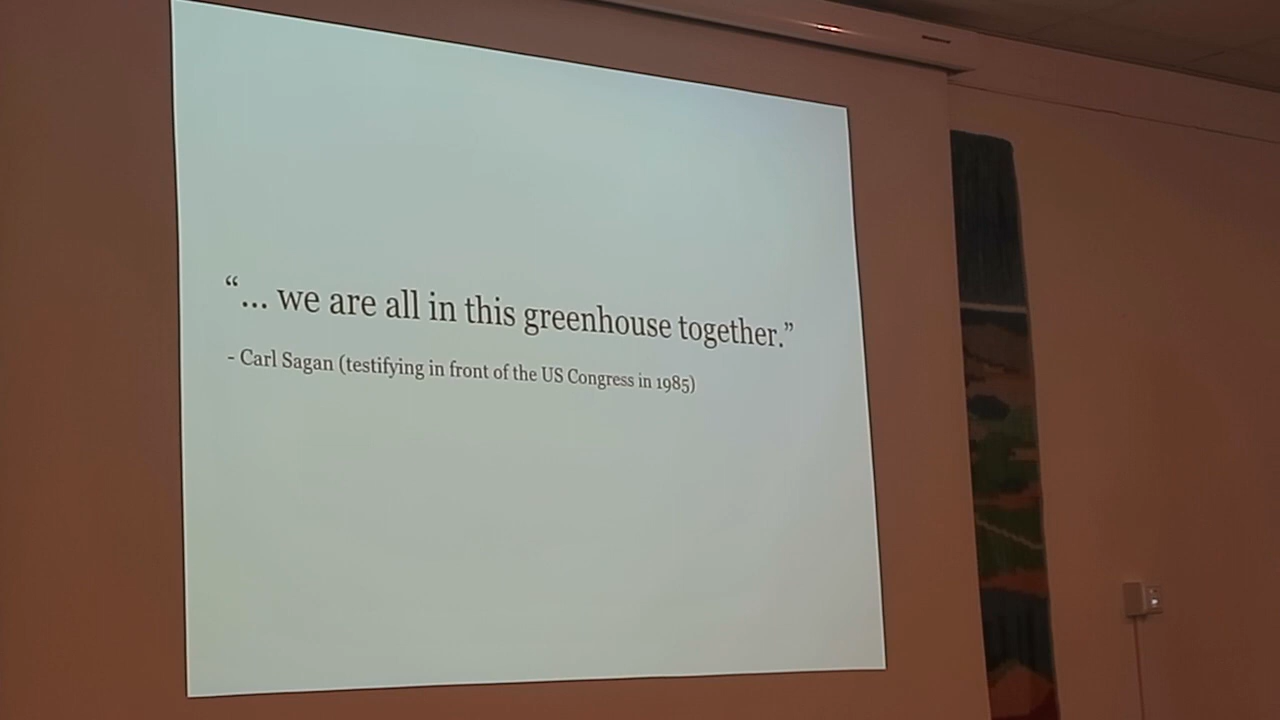 “... we are all in this greenhouse together.”
- Carl Sagan (testifying in front of the US Congress in 1985)